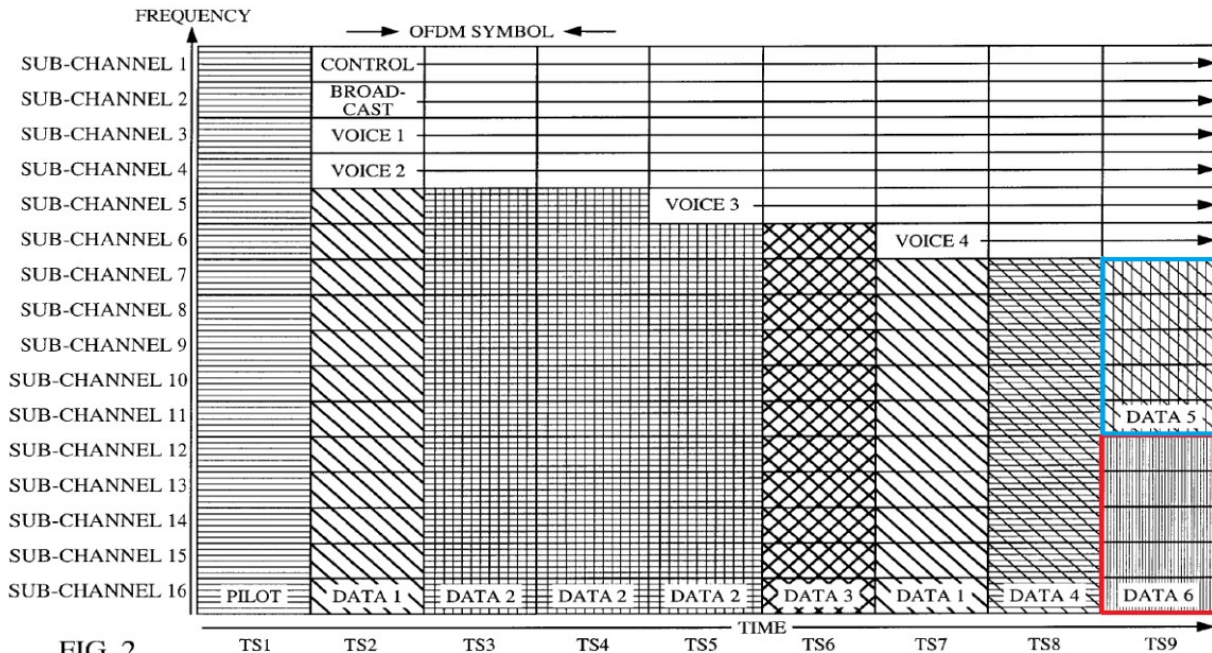 FREQUENCY
OFDM SYMBOL
SUB-CHANNEL 1 CONTROL
SUB-CHANNEL 2 BROAD-
CAST
SUB-CHANNEL 3 VOICE 1
SUB-CHANNEL 4 VOICE 2
SUB-CHANNEL 5 VOICE 3
SUB-CHANNEL 6 VOICE 4
SUB-CHANNEL 7
SUB-CHANNEL 8
SUB-CHANNEL 9
SUB-CHANNEL 10
SUB-CHANNEL 11 DATA 5
SUB-CHANNEL 12
SUB-CHANNEL 13
SUB-CHANNEL 14
SUB-CHANNEL 15
SUB-CHANNEL 16 PILOT DATA 1 DATA 2 DATA 2 DATA 2 DATA 3 DATA 1 DATA 4 DATA 6
TIME
FIG. 2 TS1 TS2 TS3 TS4 TS5 TS6 TS7 TS8 TS9